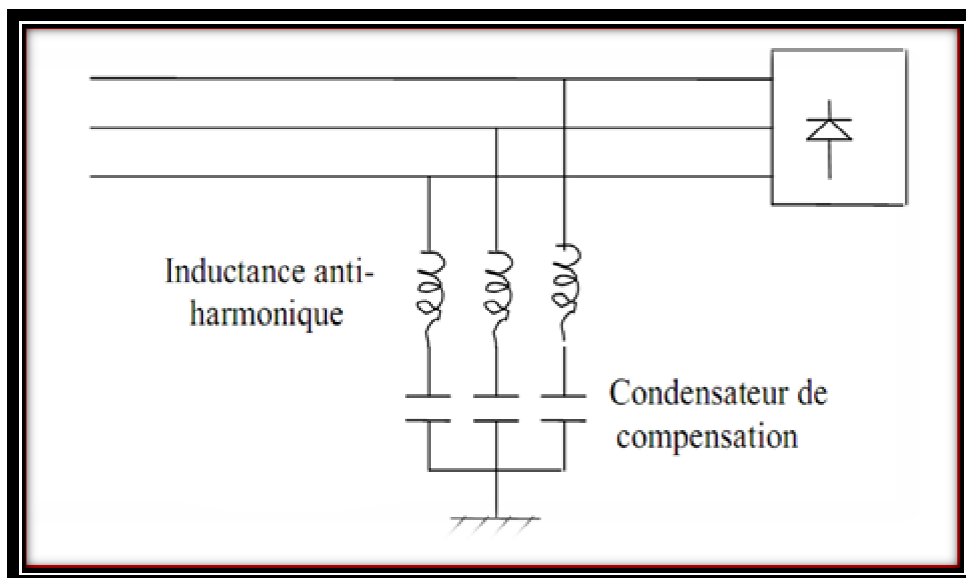 Inductance anti-
harmonique
Condensateur de
compensation